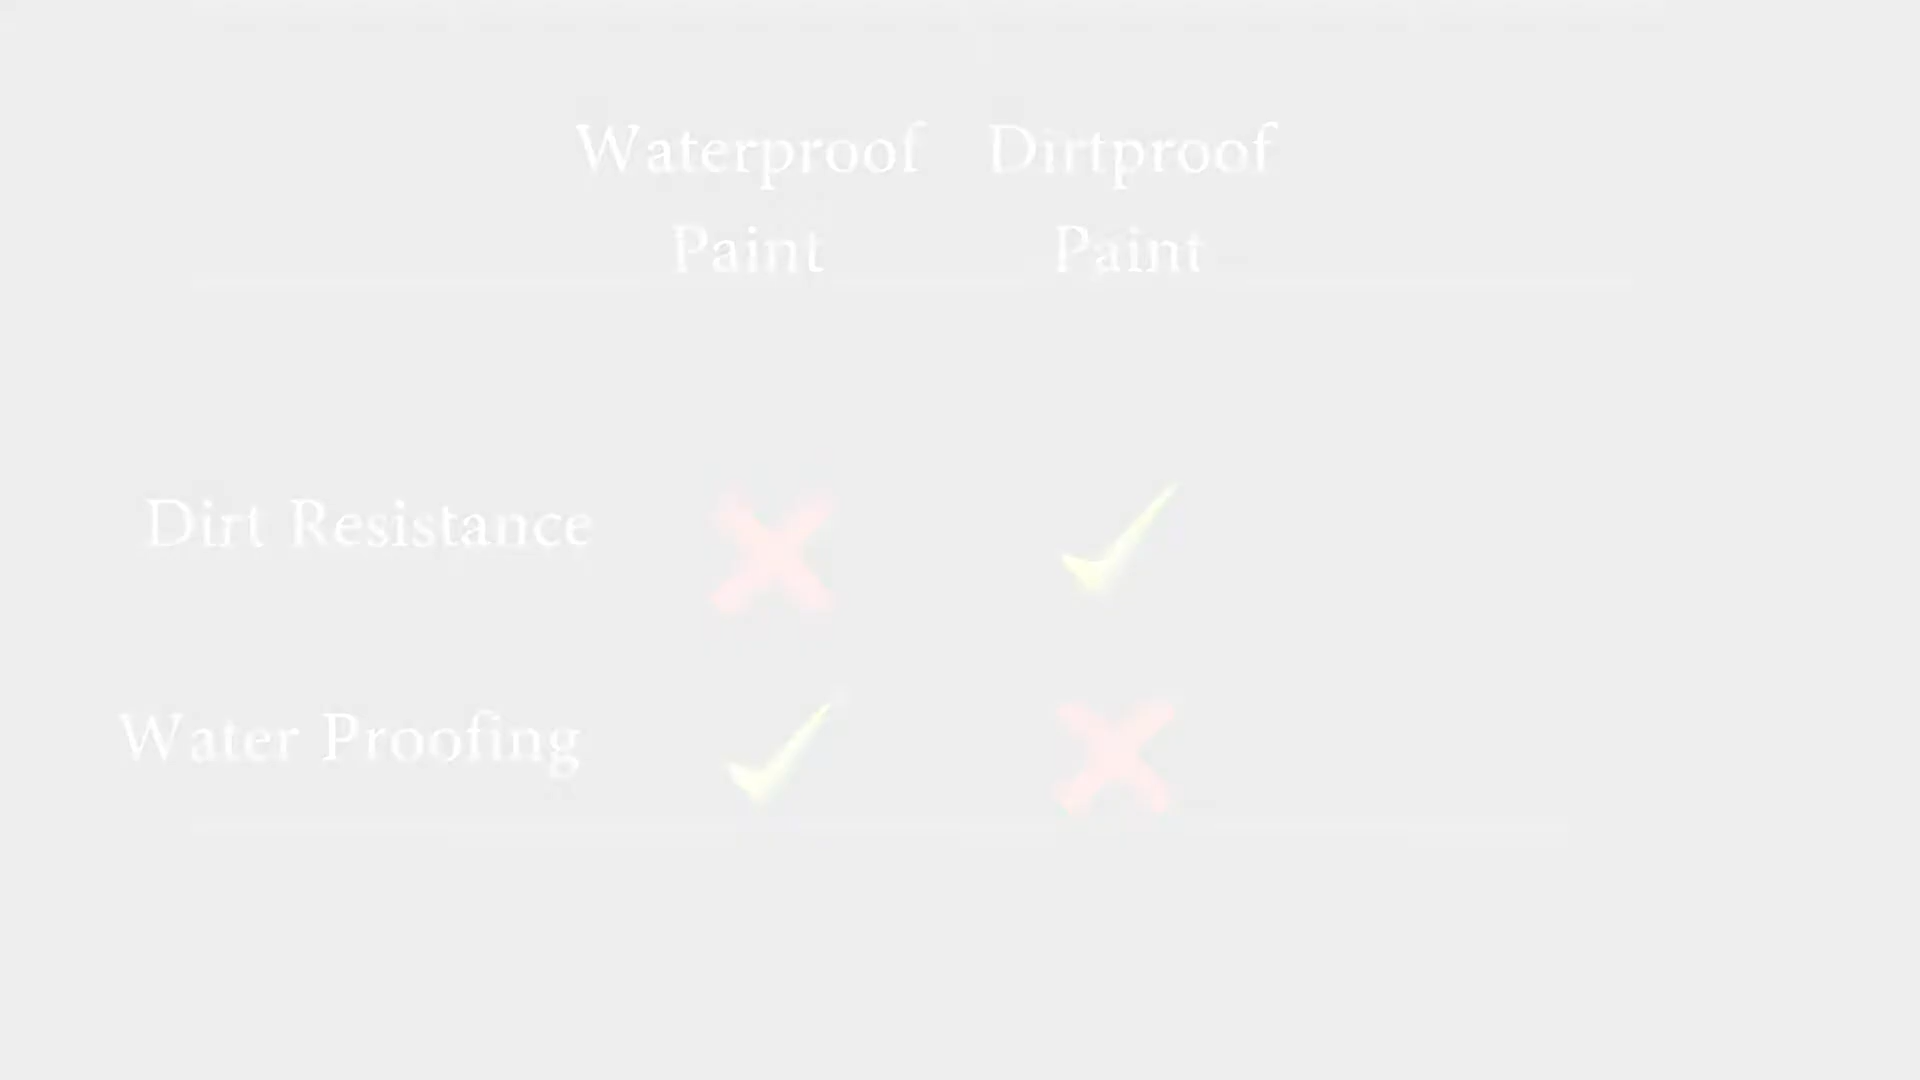 Waterproof Dirtproof
Paint Paint
Dirt Resistance
Water Proofing